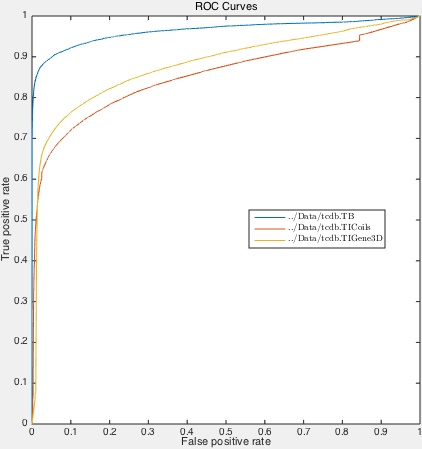 ROC Curves
1
0.9
0.8
0.7
0.6
0.5
0.4
0.3
0.2
0.1
0
True positive rate
../Data/tcdb.TB
../Data/tcdb.TICoils
../Data/tcdb.TIGene3D
0 0.1 0.2 0.3 0.4 0.5 0.6 0.7 0.8 0.9 1
False positive rate